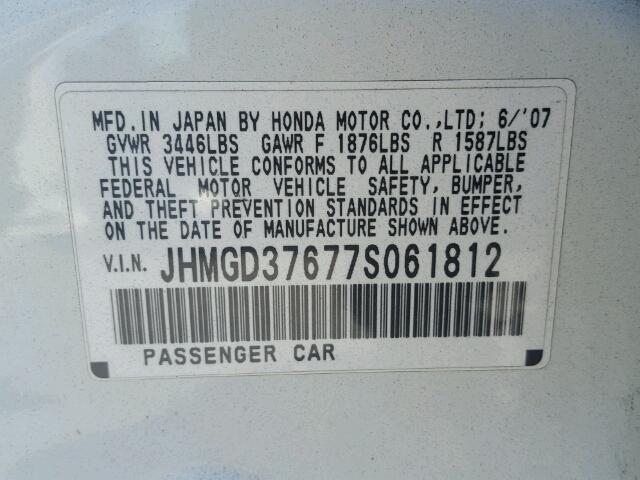 MFD. IN JAPAN BY HONDA MOTOR CO.,LTD; 6/'07
GVWR 3446LBS GAWR F 1876LBS R 1587LBS
THIS VEHICLE CONFORMS TO ALL APPLICABLE
FEDERAL MOTOR VEHICLE SAFETY, BUMPER,
AND THEFT PREVENTION STANDARDS IN EFFECT
ON THE DATE OF MANUFACTURE SHOWN ABOVE.
V.I.N. JHMGD37677S061812
PASSENGER CAR